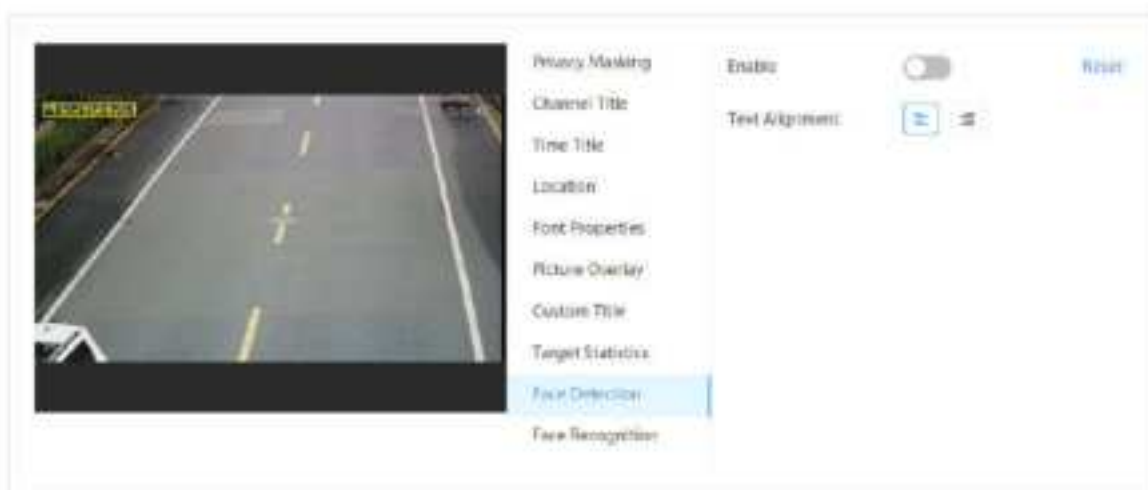 Privacy Masking
Channel Title
Time Title
Location
Font Properties
Picture Overlay
Custom Title
Target Statistics
Face Detection
Face Recognition
Enable
Reset
Text Alignment